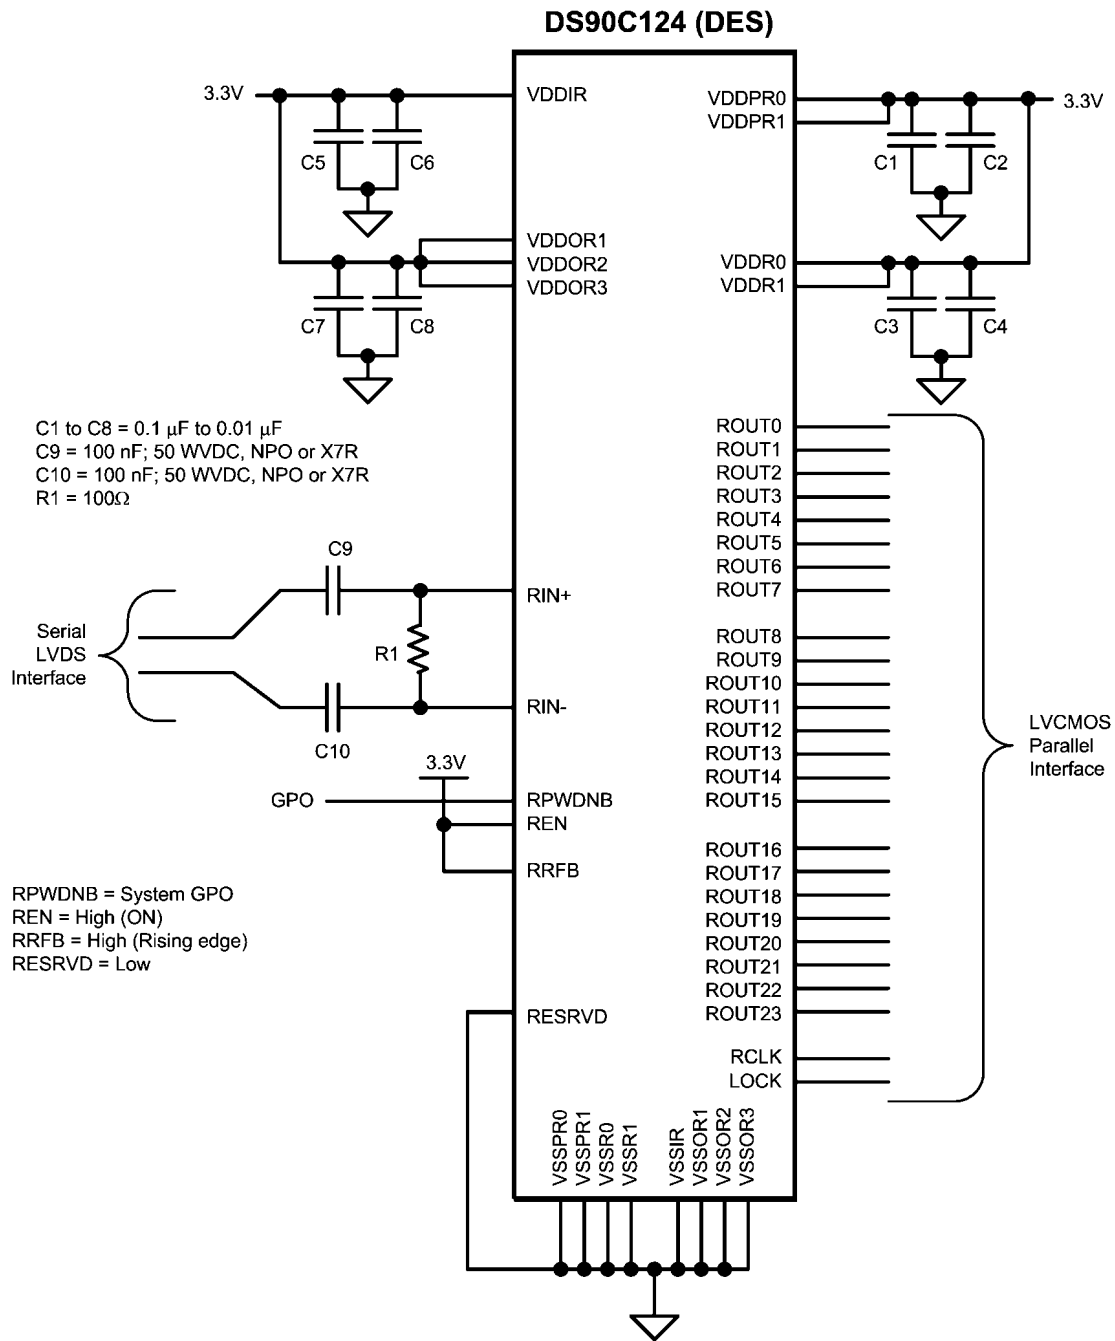 DS90C124 (DES)
3.3V
VDDIR
C5
C6
VDDOR1
VDDOR2
VDDOR3
C7
C8
VDDPR0
VDDPR1
3.3V
C1
C2
VDDR0
VDDR1
C3
C4
C1 to C8 = 0.1 μF to 0.01 μF
C9 = 100 nF; 50 WVDC, NPO or X7R
C10 = 100 nF; 50 WVDC, NPO or X7R
R1 = 100Ω
C9
RIN+
Serial
LVDS
Interface
R1
RIN-
C10
3.3V
GPO
RPWDNB
REN
RRFB
RPWDNB = System GPO
REN = High (ON)
RRFB = High (Rising edge)
RESRVD = Low
RESRVD
ROUT0
ROUT1
ROUT2
ROUT3
ROUT4
ROUT5
ROUT6
ROUT7
ROUT8
ROUT9
ROUT10
ROUT11
ROUT12
ROUT13
ROUT14
ROUT15
ROUT16
ROUT17
ROUT18
ROUT19
ROUT20
ROUT21
ROUT22
ROUT23
RCLK
LOCK
LVCMOS
Parallel
Interface
VSSPR0
VSSPR1
VSSR0
VSSR1
VSSIR
VSSOR1
VSSOR2
VSSOR3